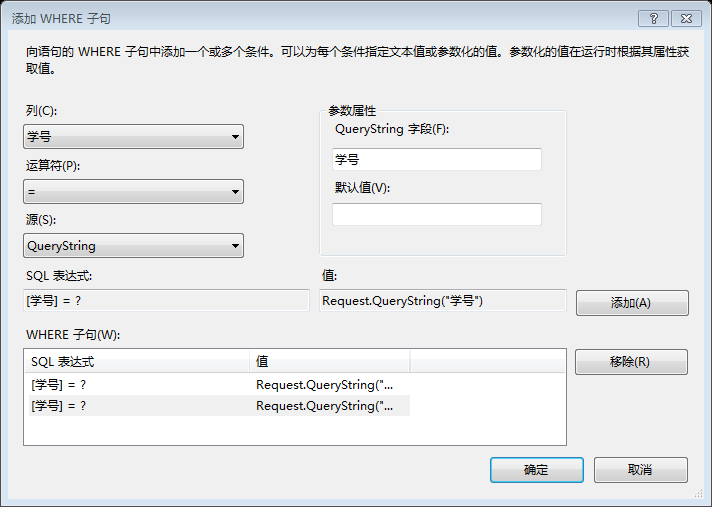 添加 WHERE 子句
向语句的 WHERE 子句中添加一个或多个条件。可以为每个条件指定文本值或参数化的值。参数化的值在运行时根据其属性获
取值。
列(C):
学号
运算符(P):
=
源(S):
QueryString
参数属性
QueryString 字段(F):
学号
默认值(V):
SQL 表达式:
[学号] = ?
值:
Request.QueryString("学号")
添加(A)
WHERE 子句(W):
SQL 表达式 值
[学号] = ? Request.QueryString("...
[学号] = ? Request.QueryString("...
移除(R)
确定
取消